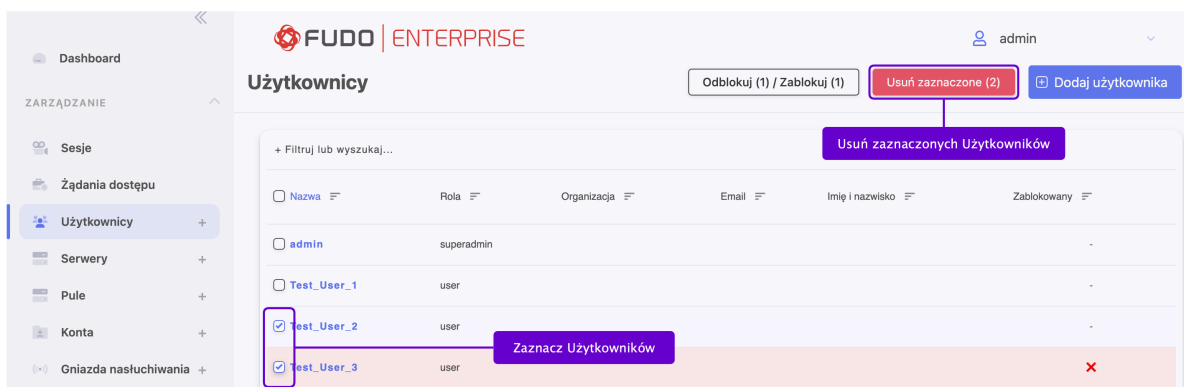 FUDO | ENTERPRISE
admin
Dashboard
ZARZĄDZANIE
Sesje
Żądania dostępu
Użytkownicy +
Serwery +
Pule +
Konta +
Gniazda nasłuchiwania +
Użytkownicy
Odblokuj (1) / Zablokuj (1)
Usuń zaznaczone (2)
Dodaj użytkownika
Usuń zaznaczonych Użytkowników
+ Filtruj lub wyszukaj...
Nazwa Rola Organizacja Email Imię i nazwisko Zablokowany
admin superadmin -
Test_User_1 user -
Test_User_2 user -
Zaznacz Użytkowników
Test_User_3 user